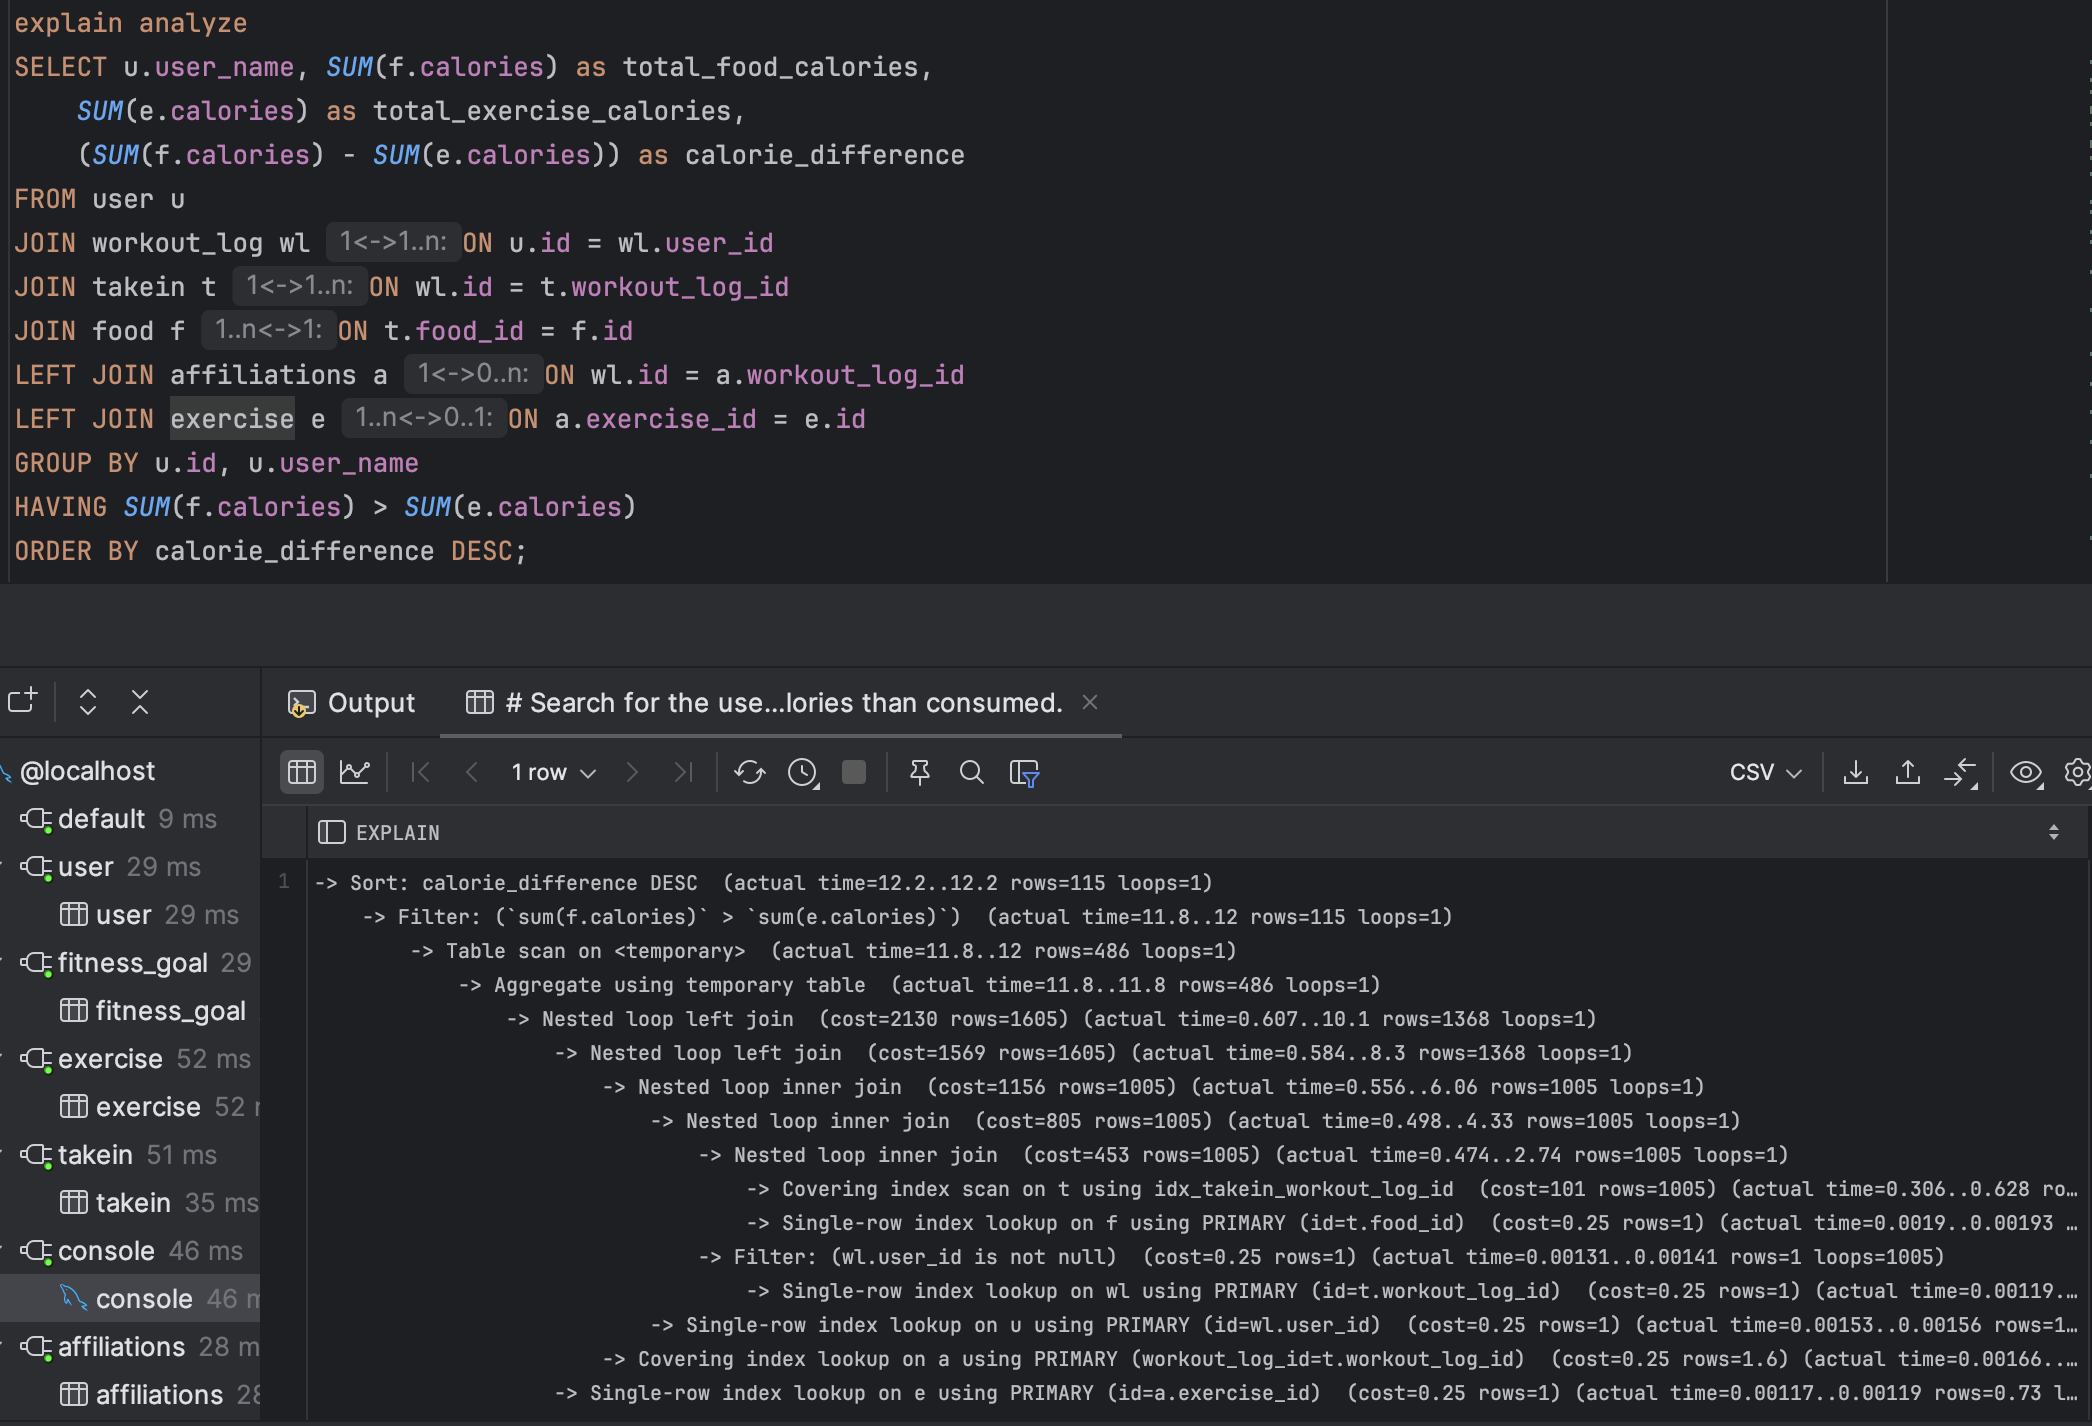 explain analyze
SELECT u.user_name, SUM(f.calories) as total_food_calories,
SUM(e.calories) as total_exercise_calories,
(SUM(f.calories) - SUM(e.calories)) as calorie_difference
FROM user u
JOIN workout_log wl 1<->1..n: ON u.id = wl.user_id
JOIN takein t 1<->1..n: ON wl.id = t.workout_log_id
JOIN food f 1..n<->1: ON t.food_id = f.id
LEFT JOIN affiliations a 1<->0..n: ON wl.id = a.workout_log_id
LEFT JOIN exercise e 1..n<->0..1: ON a.exercise_id = e.id
GROUP BY u.id, u.user_name
HAVING SUM(f.calories) > SUM(e.calories)
ORDER BY calorie_difference DESC;
Output
# Search for the use...lories than consumed.
@localhost
default 9 ms
user 29 ms
user 29 ms
fitness_goal 29
fitness_goal
exercise 52 ms
exercise 52
takein 51 ms
takein 35 ms
console 46 ms
console 46
affiliations 28 m
affiliations 28
1 row
CSV
EXPLAIN
1
-> Sort: calorie_difference DESC (actual time=12.2..12.2 rows=115 loops=1)
-> Filter: (`sum(f.calories)` > `sum(e.calories)`) (actual time=11.8..12 rows=115 loops=1)
-> Table scan on <temporary> (actual time=11.8..12 rows=486 loops=1)
-> Aggregate using temporary table (actual time=11.8..11.8 rows=486 loops=1)
-> Nested loop left join (cost=2130 rows=1605) (actual time=0.607..10.1 rows=1368 loops=1)
-> Nested loop left join (cost=1569 rows=1605) (actual time=0.584..8.3 rows=1368 loops=1)
-> Nested loop inner join (cost=1156 rows=1005) (actual time=0.556..6.06 rows=1005 loops=1)
-> Nested loop inner join (cost=805 rows=1005) (actual time=0.498..4.33 rows=1005 loops=1)
-> Nested loop inner join (cost=453 rows=1005) (actual time=0.474..2.74 rows=1005 loops=1)
-> Covering index scan on t using idx_takein_workout_log_id (cost=101 rows=1005) (actual time=0.306..0.628 ro…
-> Single-row index lookup on f using PRIMARY (id=t.food_id) (cost=0.25 rows=1) (actual time=0.0019..0.00193 …
-> Filter: (wl.user_id is not null) (cost=0.25 rows=1) (actual time=0.00131..0.00141 rows=1 loops=1005)
-> Single-row index lookup on wl using PRIMARY (id=t.workout_log_id) (cost=0.25 rows=1) (actual time=0.00119.…
-> Single-row index lookup on u using PRIMARY (id=wl.user_id) (cost=0.25 rows=1) (actual time=0.00153..0.00156 rows=1…
-> Covering index lookup on a using PRIMARY (workout_log_id=t.workout_log_id) (cost=0.25 rows=1.6) (actual time=0.00166..…
-> Single-row index lookup on e using PRIMARY (id=a.exercise_id) (cost=0.25 rows=1) (actual time=0.00117..0.00119 rows=0.73 l…